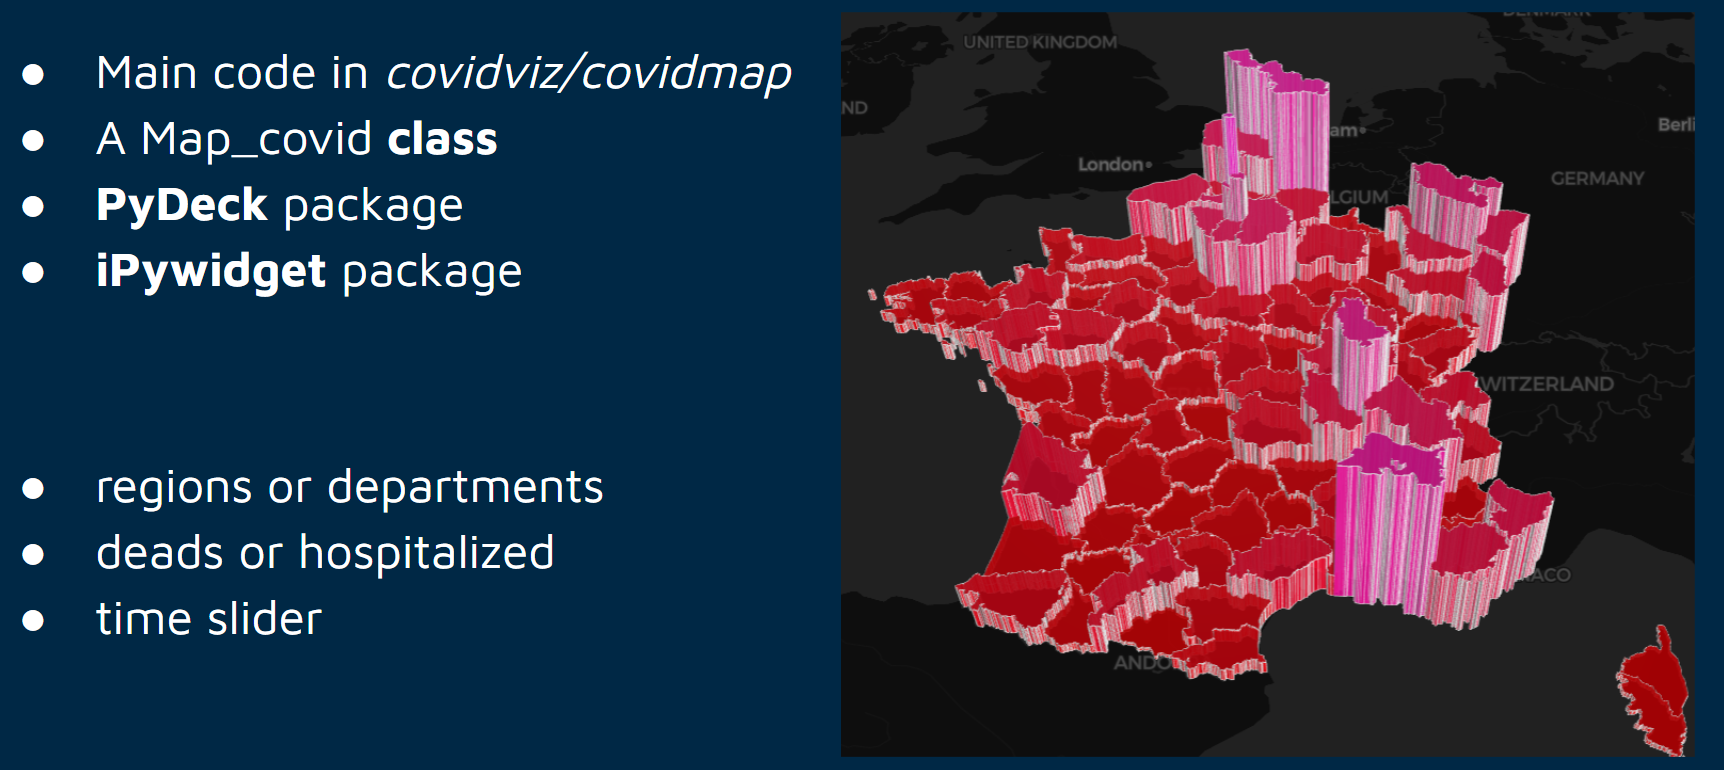 ● Main code in covidviz/covidmap
● A Map_covid class
● PyDeck package
● iPywidget package
● regions or departments
● deads or hospitalized
● time slider
DENMARK
UNITED KINGDOM
ND
am
Berli
London
GERMANY
LGIUM
WITZERLAND
ACO
ANDO